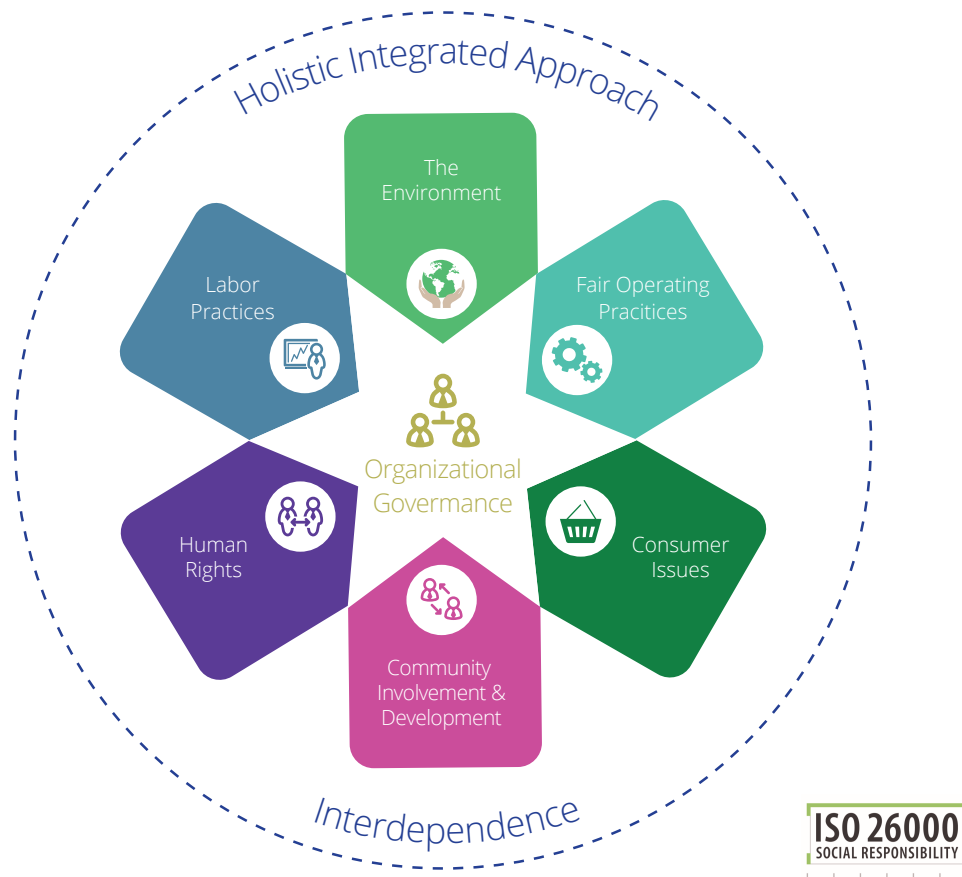 Holistic Integrated Approach
The
Environment
Labor
Practices
Fair Operating
Pracitices
Organizational
Govermance
Human
Rights
Consumer
Issues
Community
Involvement &
Development
Interdependence
ISO 26000
SOCIAL RESPONSIBILITY